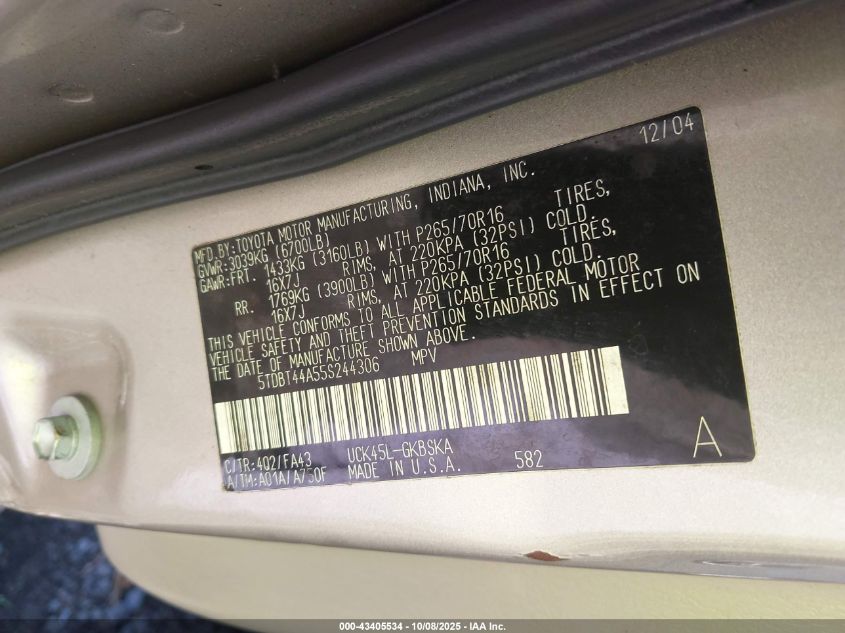 12/04
MFD.BY:TOYOTA MOTOR MANUFACTURING, INDIANA, INC.
GVWR:3039KG (6700LB)
GAWR:FRT. 1433KG (3160LB) WITH P265/70R16 TIRES,
16X7J RIMS, AT 220KPA (32PSI) COLD.
RR. 1769KG (3900LB) WITH P265/70R16 TIRES,
16X7J RIMS, AT 220KPA (32PSI) COLD.
THIS VEHICLE CONFORMS TO ALL APPLICABLE FEDERAL MOTOR
VEHICLE SAFETY AND THEFT PREVENTION STANDARDS IN EFFECT ON
THE DATE OF MANUFACTURE SHOWN ABOVE.
5TDBT44A55S244306 MPV
C/TR:4Q2/FA43 UCK45L-GKBSKA
A/TM:A01A/A750F MADE IN U.S.A. 582
A
000-43405534 - 10/08/2025 - IAA Inc.